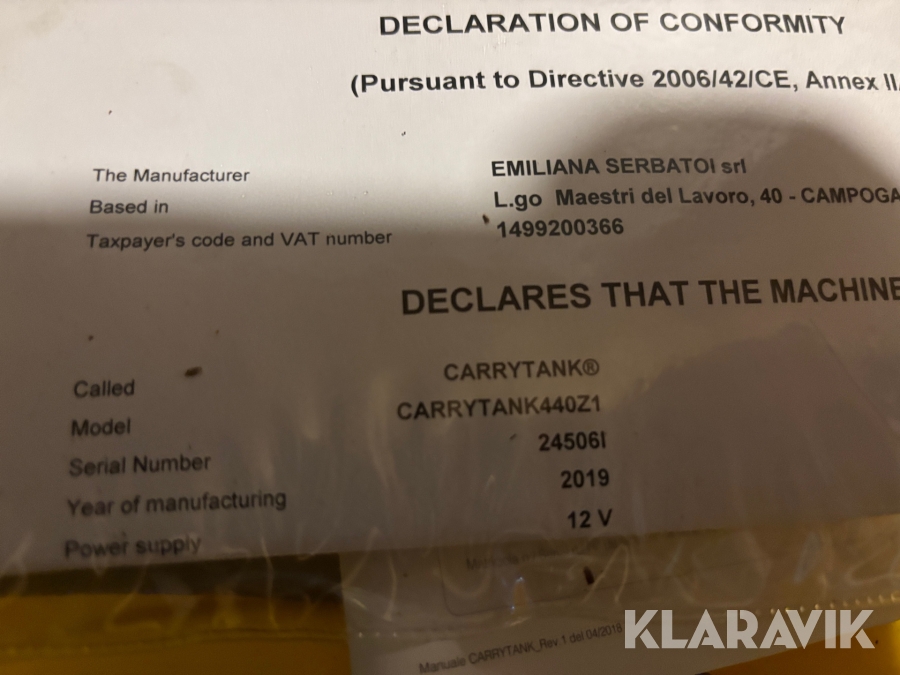 DECLARATION OF CONFORMITY
(Pursuant to Directive 2006/42/CE, Annex II
The Manufacturer EMILIANA SERBATOI srl
Based in L.go Maestri del Lavoro, 40 - CAMPOGA
Taxpayer's code and VAT number 1499200366
DECLARES THAT THE MACHINE
Called CARRYTANK®
Model CARRYTANK440Z1
Serial Number 24506I
Year of manufacturing 2019
Power supply 12 V
Manuale CARRYTANK_Rev.1 del 04/2018
KLARAVIK